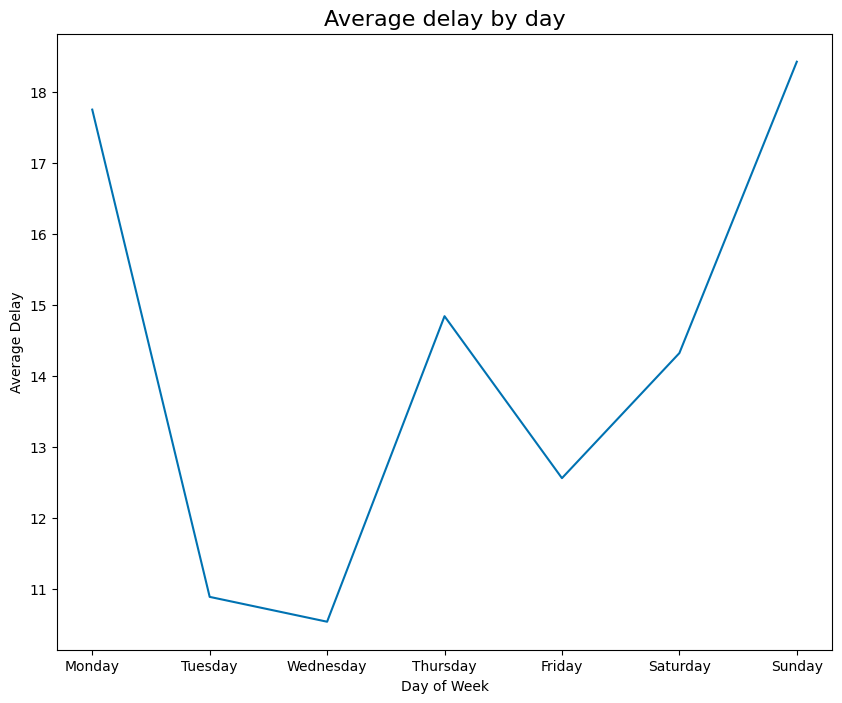 Average delay by day
18
17
16
15
14
13
12
11
Average Delay
Monday Tuesday Wednesday Thursday Friday Saturday Sunday
Day of Week